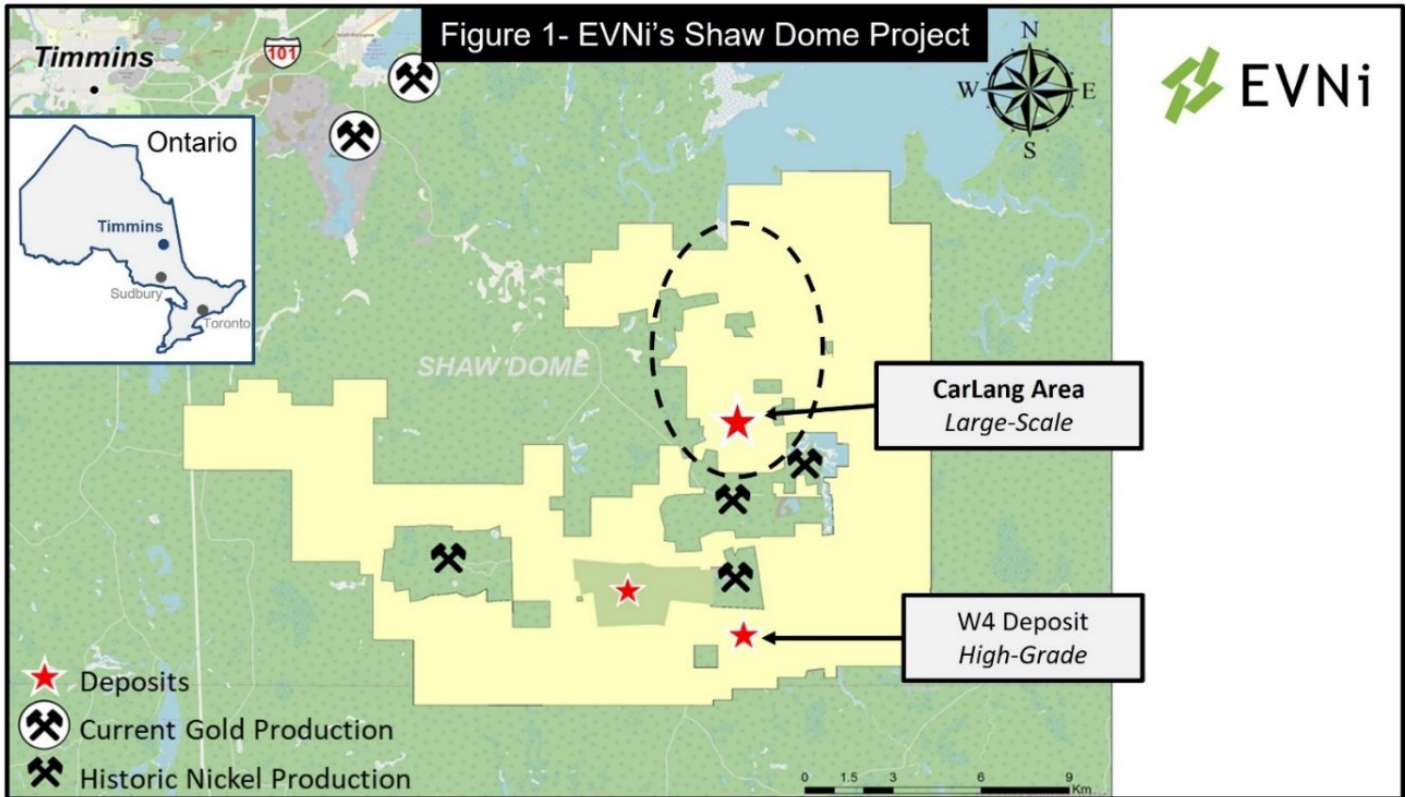 Figure 1- EVNi's Shaw Dome Project
Timmins
101
N
W
E
S
EVNi
Ontario
Timmins
Sudbury
Toronto
SHAW DOME
CarLang Area
Large-Scale
W4 Deposit
High-Grade
Deposits
Current Gold Production
Historic Nickel Production
0 1.5 3 6 9
Km